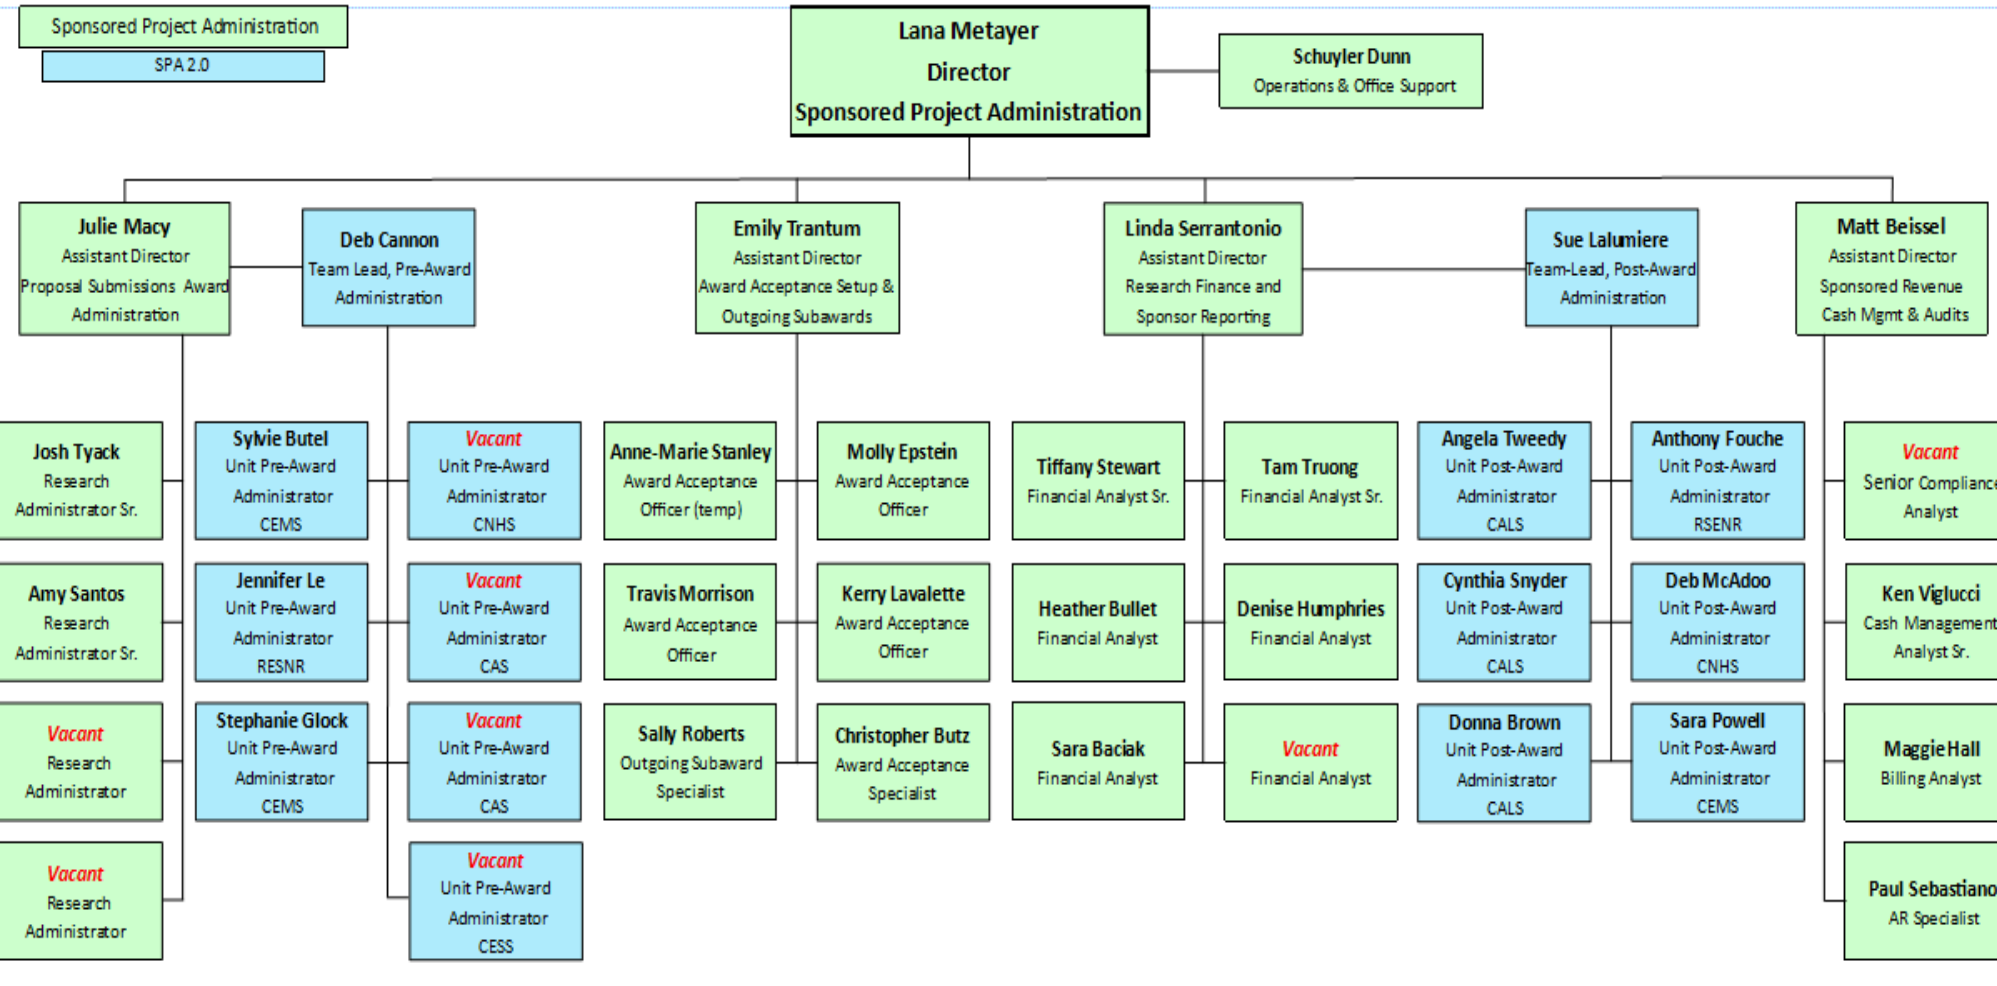 Sponsored Project Administration
SPA 2.0
Lana Metayer
Director
Sponsored Project Administration
Schuyler Dunn
Operations & Office Support
Julie Macy
Assistant Director
Proposal Submissions Award
Administration
Deb Cannon
Team Lead, Pre-Award
Administration
Emily Trantum
Assistant Director
Award Acceptance Setup &
Outgoing Subawards
Linda Serrantonio
Assistant Director
Research Finance and
Sponsor Reporting
Sue Lalumiere
Team-Lead, Post-Award
Administration
Matt Beissel
Assistant Director
Sponsored Revenue
Cash Mgmt & Audits
Josh Tyack
Research
Administrator Sr.
Sylvie Butel
Unit Pre-Award
Administrator
CEMS
Vacant
Unit Pre-Award
Administrator
CNHS
Anne-Marie Stanley
Award Acceptance
Officer (temp)
Molly Epstein
Award Acceptance
Officer
Tiffany Stewart
Financial Analyst Sr.
Tam Truong
Financial Analyst Sr.
Angela Tweedy
Unit Post-Award
Administrator
CALS
Anthony Fouche
Unit Post-Award
Administrator
RSENR
Vacant
Senior Compliance
Analyst
Amy Santos
Research
Administrator Sr.
Jennifer Le
Unit Pre-Award
Administrator
RESNR
Vacant
Unit Pre-Award
Administrator
CAS
Travis Morrison
Award Acceptance
Officer
Kerry Lavalette
Award Acceptance
Officer
Heather Bullet
Financial Analyst
Denise Humphries
Financial Analyst
Cynthia Snyder
Unit Post-Award
Administrator
CALS
Deb McAdoo
Unit Post-Award
Administrator
CNHS
Ken Viglucci
Cash Management
Analyst Sr.
Vacant
Research
Administrator
Stephanie Glock
Unit Pre-Award
Administrator
CEMS
Vacant
Unit Pre-Award
Administrator
CAS
Sally Roberts
Outgoing Subaward
Specialist
Christopher Butz
Award Acceptance
Specialist
Sara Baciak
Financial Analyst
Vacant
Financial Analyst
Donna Brown
Unit Post-Award
Administrator
CALS
Sara Powell
Unit Post-Award
Administrator
CEMS
Maggie Hall
Billing Analyst
Vacant
Research
Administrator
Vacant
Unit Pre-Award
Administrator
CESS
Paul Sebastiano
AR Specialist